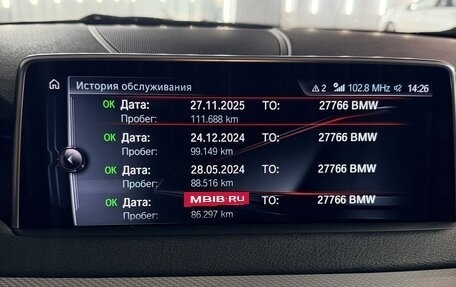 История обслуживания 2 102.8 MHz 14:26
OK Дата: 27.11.2025 ТО: 27766 BMW
Пробег: 111.688 km
OK Дата: 24.12.2024 ТО: 27766 BMW
Пробег: 99.149 km
OK Дата: 28.05.2024 ТО: 27766 BMW
Пробег: 88.516 km
OK Дата: MBIB.RU ТО: 27766 BMW
Пробег: 86.297 km